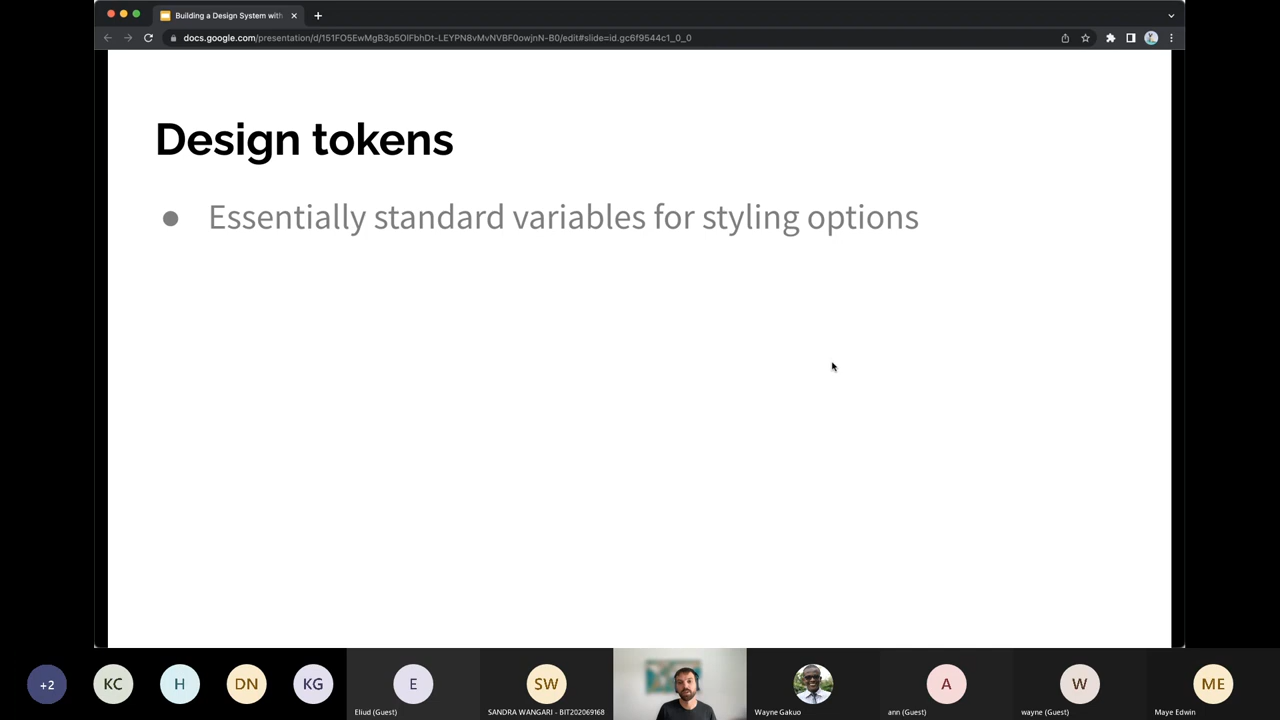 Building a Design System with
docs.google.com/presentation/d/151FO5EwMgB3p5OlFbhDt-LEYPN8vMvNVBF0owjnN-B0/edit#slide=id.gc6f9544c1_0_0
Design tokens
● Essentially standard variables for styling options
+2
KC
H
DN
KG
E
SW
A
W
ME
Eliud (Guest)
SANDRA WANGARI - BIT202069168
Wayne Gakuo
ann (Guest)
wayne (Guest)
Maye Edwin